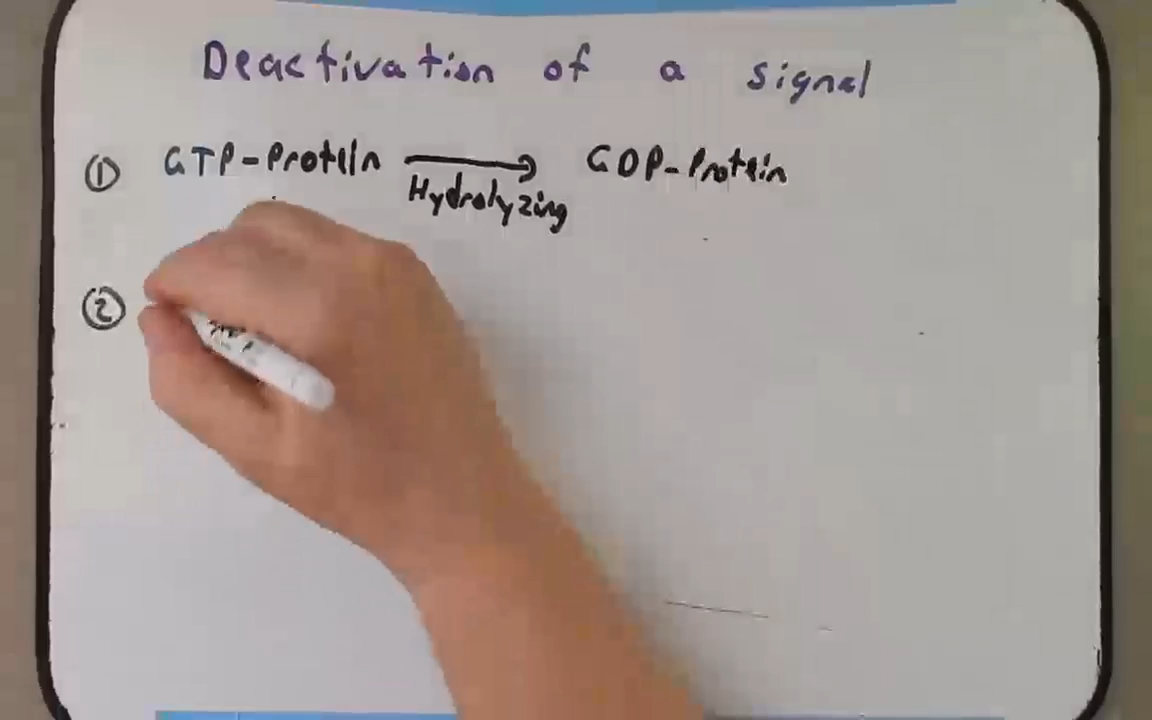 Deactivation of a signal
① GTP-Protein → GDP-Protein
Hydrolyzing
②